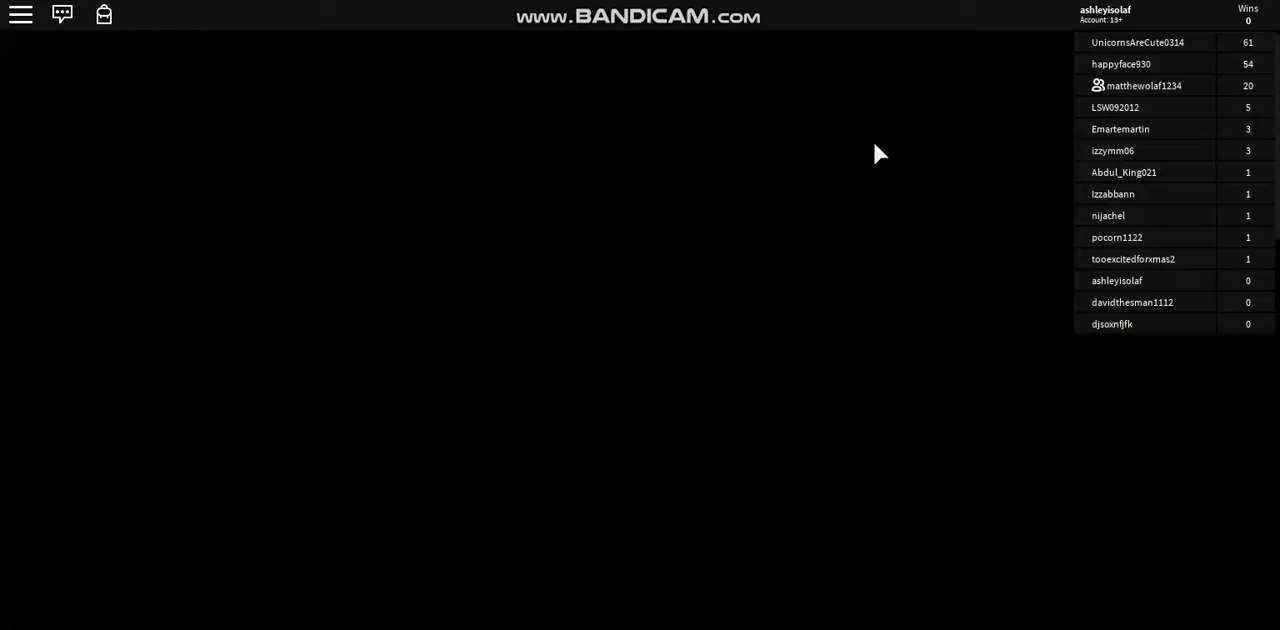 www.BANDICAM.com
ashleyisolaf Wins
Account: 13+ 0
UnicornsAreCute0314 61
happyface930 54
matthewolaf1234 20
LSW092012 5
Emartemartin 3
izzymm06 3
Abdul_King021 1
Izzabbann 1
nijachel 1
pocorn1122 1
tooexcitedforxmas2 1
ashleyisolaf 0
davidthesman1112 0
djsoxnfjfk 0